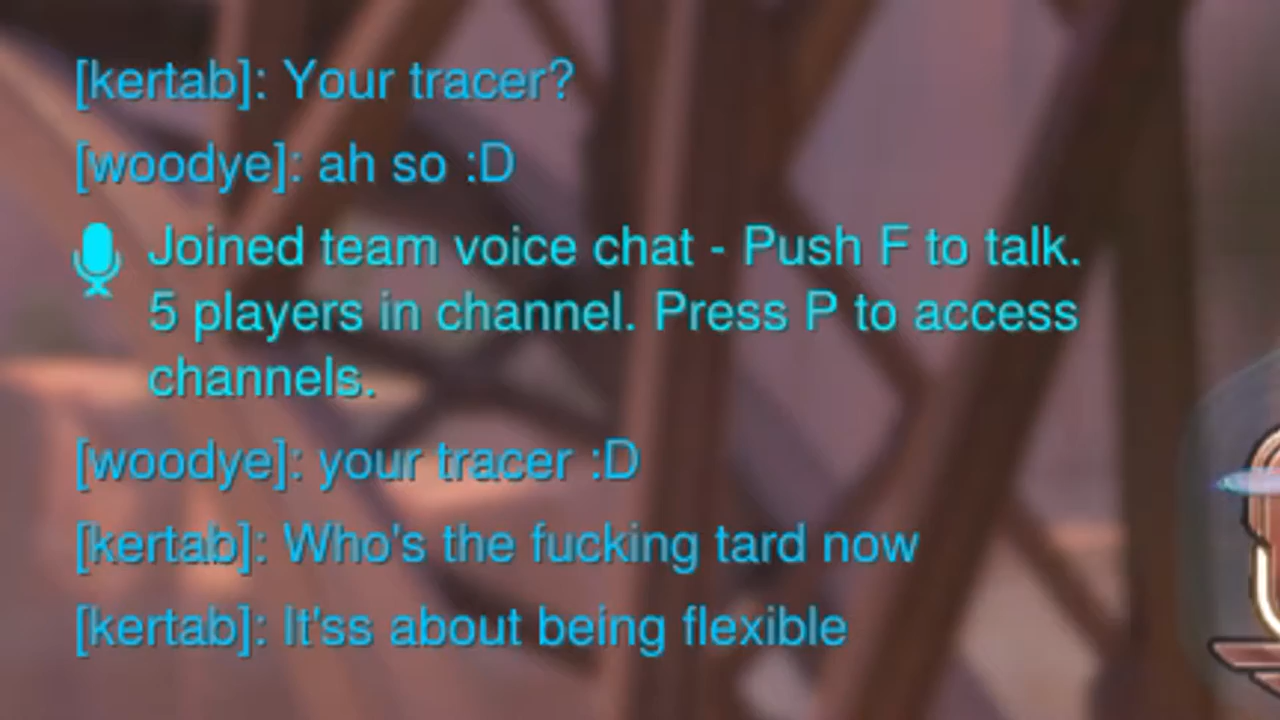 [kertab]: Your tracer?
[woodye]: ah so :D
Joined team voice chat - Push F to talk.
5 players in channel. Press P to access
channels.
[woodye]: your tracer :D
[kertab]: Who's the fucking tard now
[kertab]: It'ss about being flexible